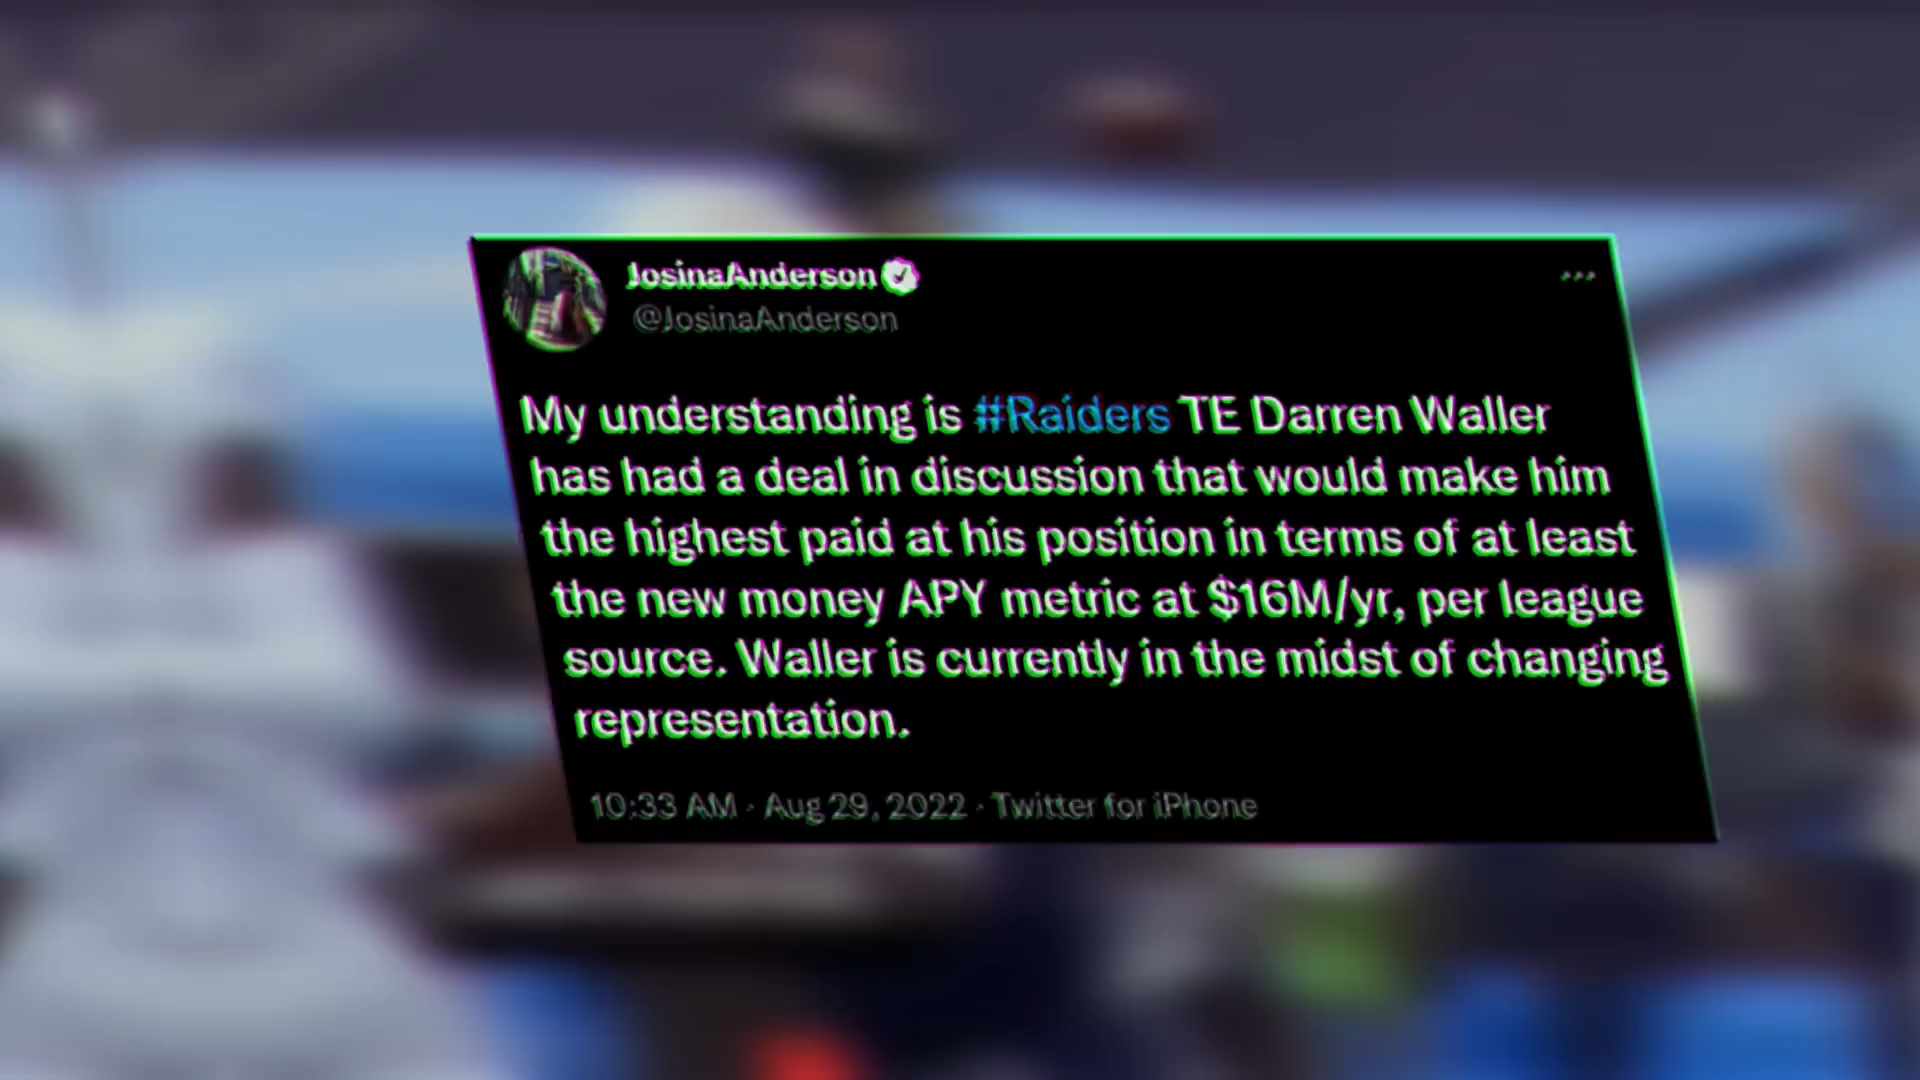 JosinaAnderson
@JosinaAnderson
My understanding is #Raiders TE Darren Waller
has had a deal in discussion that would make him
the highest paid at his position in terms of at least
the new money APY metric at $16M/yr, per league
source. Waller is currently in the midst of changing
representation.
10:33 AM · Aug 29, 2022 · Twitter for iPhone